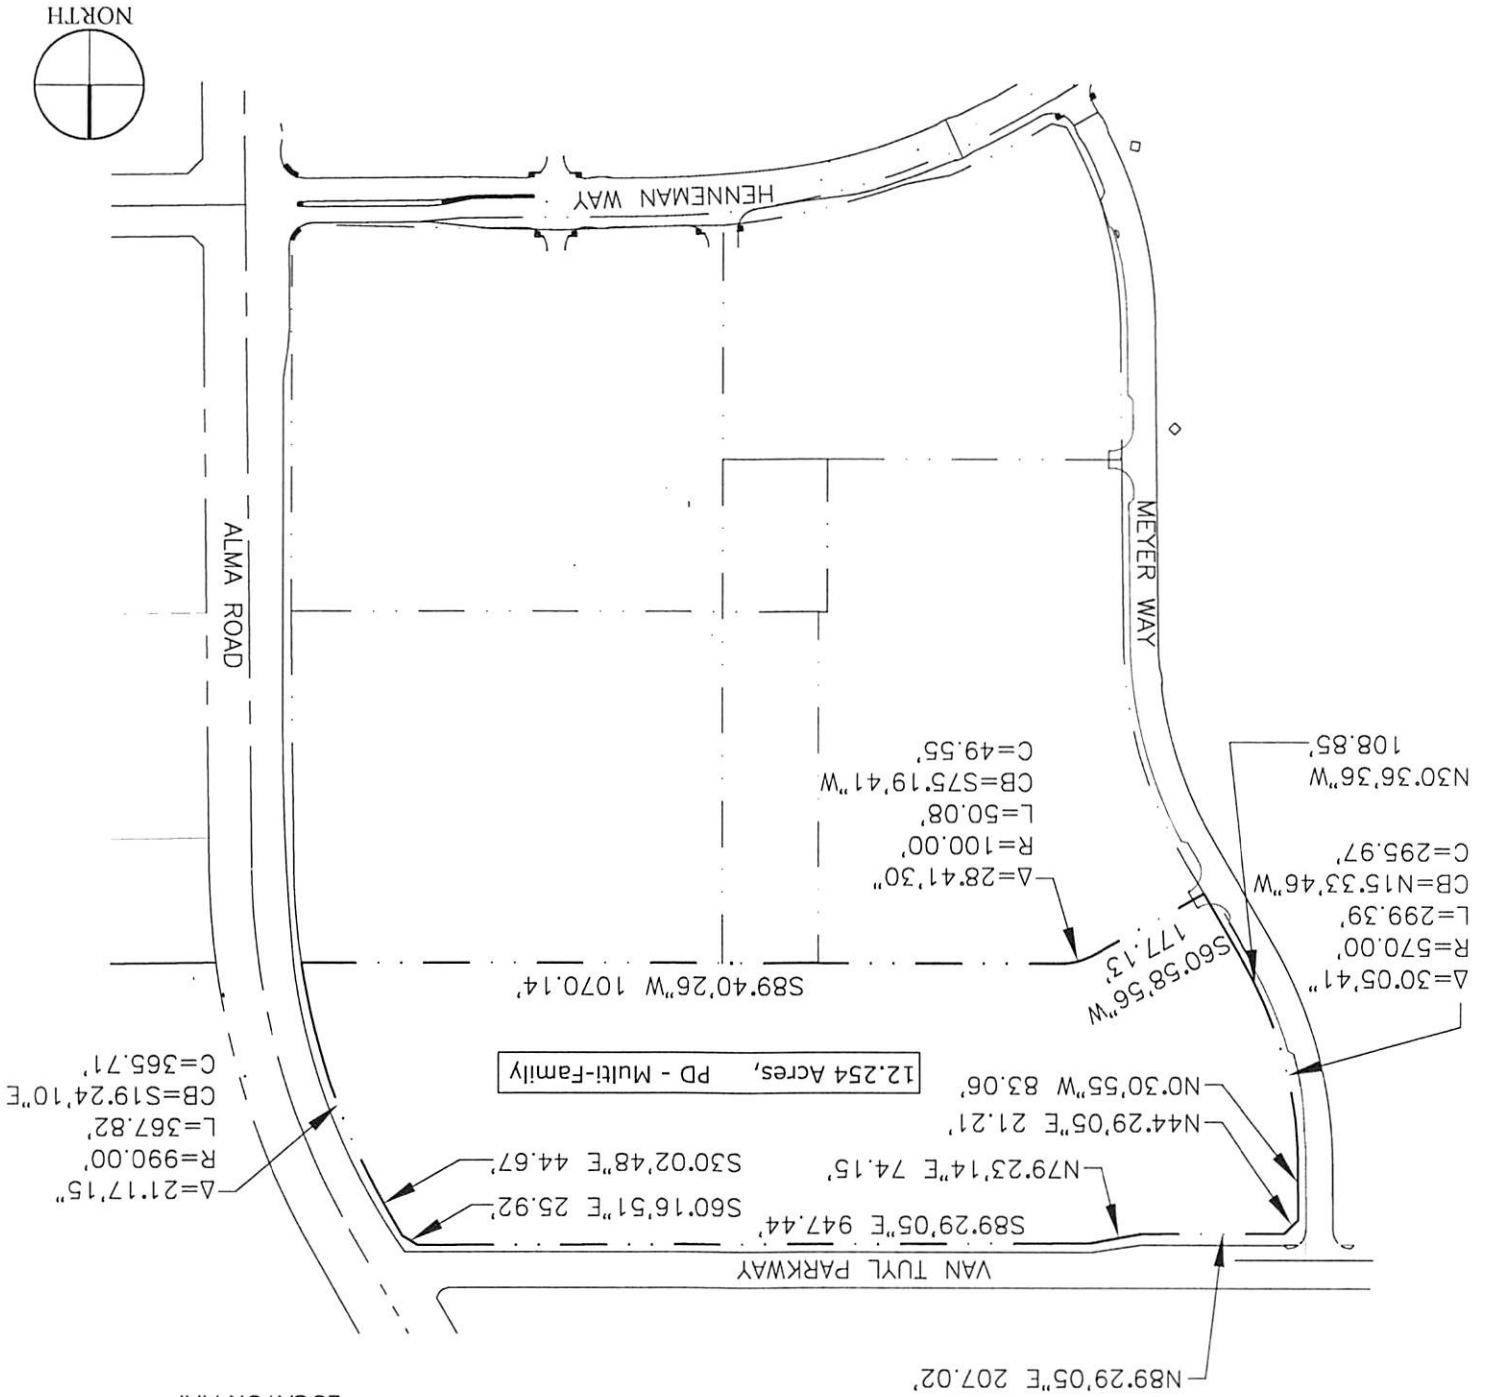 N89°29'05"E 207.02'
VAN TUYL PARKWAY
S89°29'05"E 947.44'
N79°23'14"E 74.15'
S60°16'51"E 25.92'
S30°02'48"E 44.67'
N44°29'05"E 21.21'
N0°30'55"W 83.06'
Δ=21°17'15"
R=990.00'
L=367.82'
CB=S19°24'10"E
C=365.71'
12.254 Acres, PD - Multi-Family
Δ=30°05'41"
R=570.00'
L=299.39'
CB=N15°33'46"W
C=295.97'
S60°58'56"W
177.13'
S89°40'26"W 1070.14'
Δ=28°41'30"
R=100.00'
L=50.08'
CB=S75°19'41"W
C=49.55'
N30°36'36"W
108.85'
MEYER WAY
ALMA ROAD
HENNEMAN WAY
NORTH